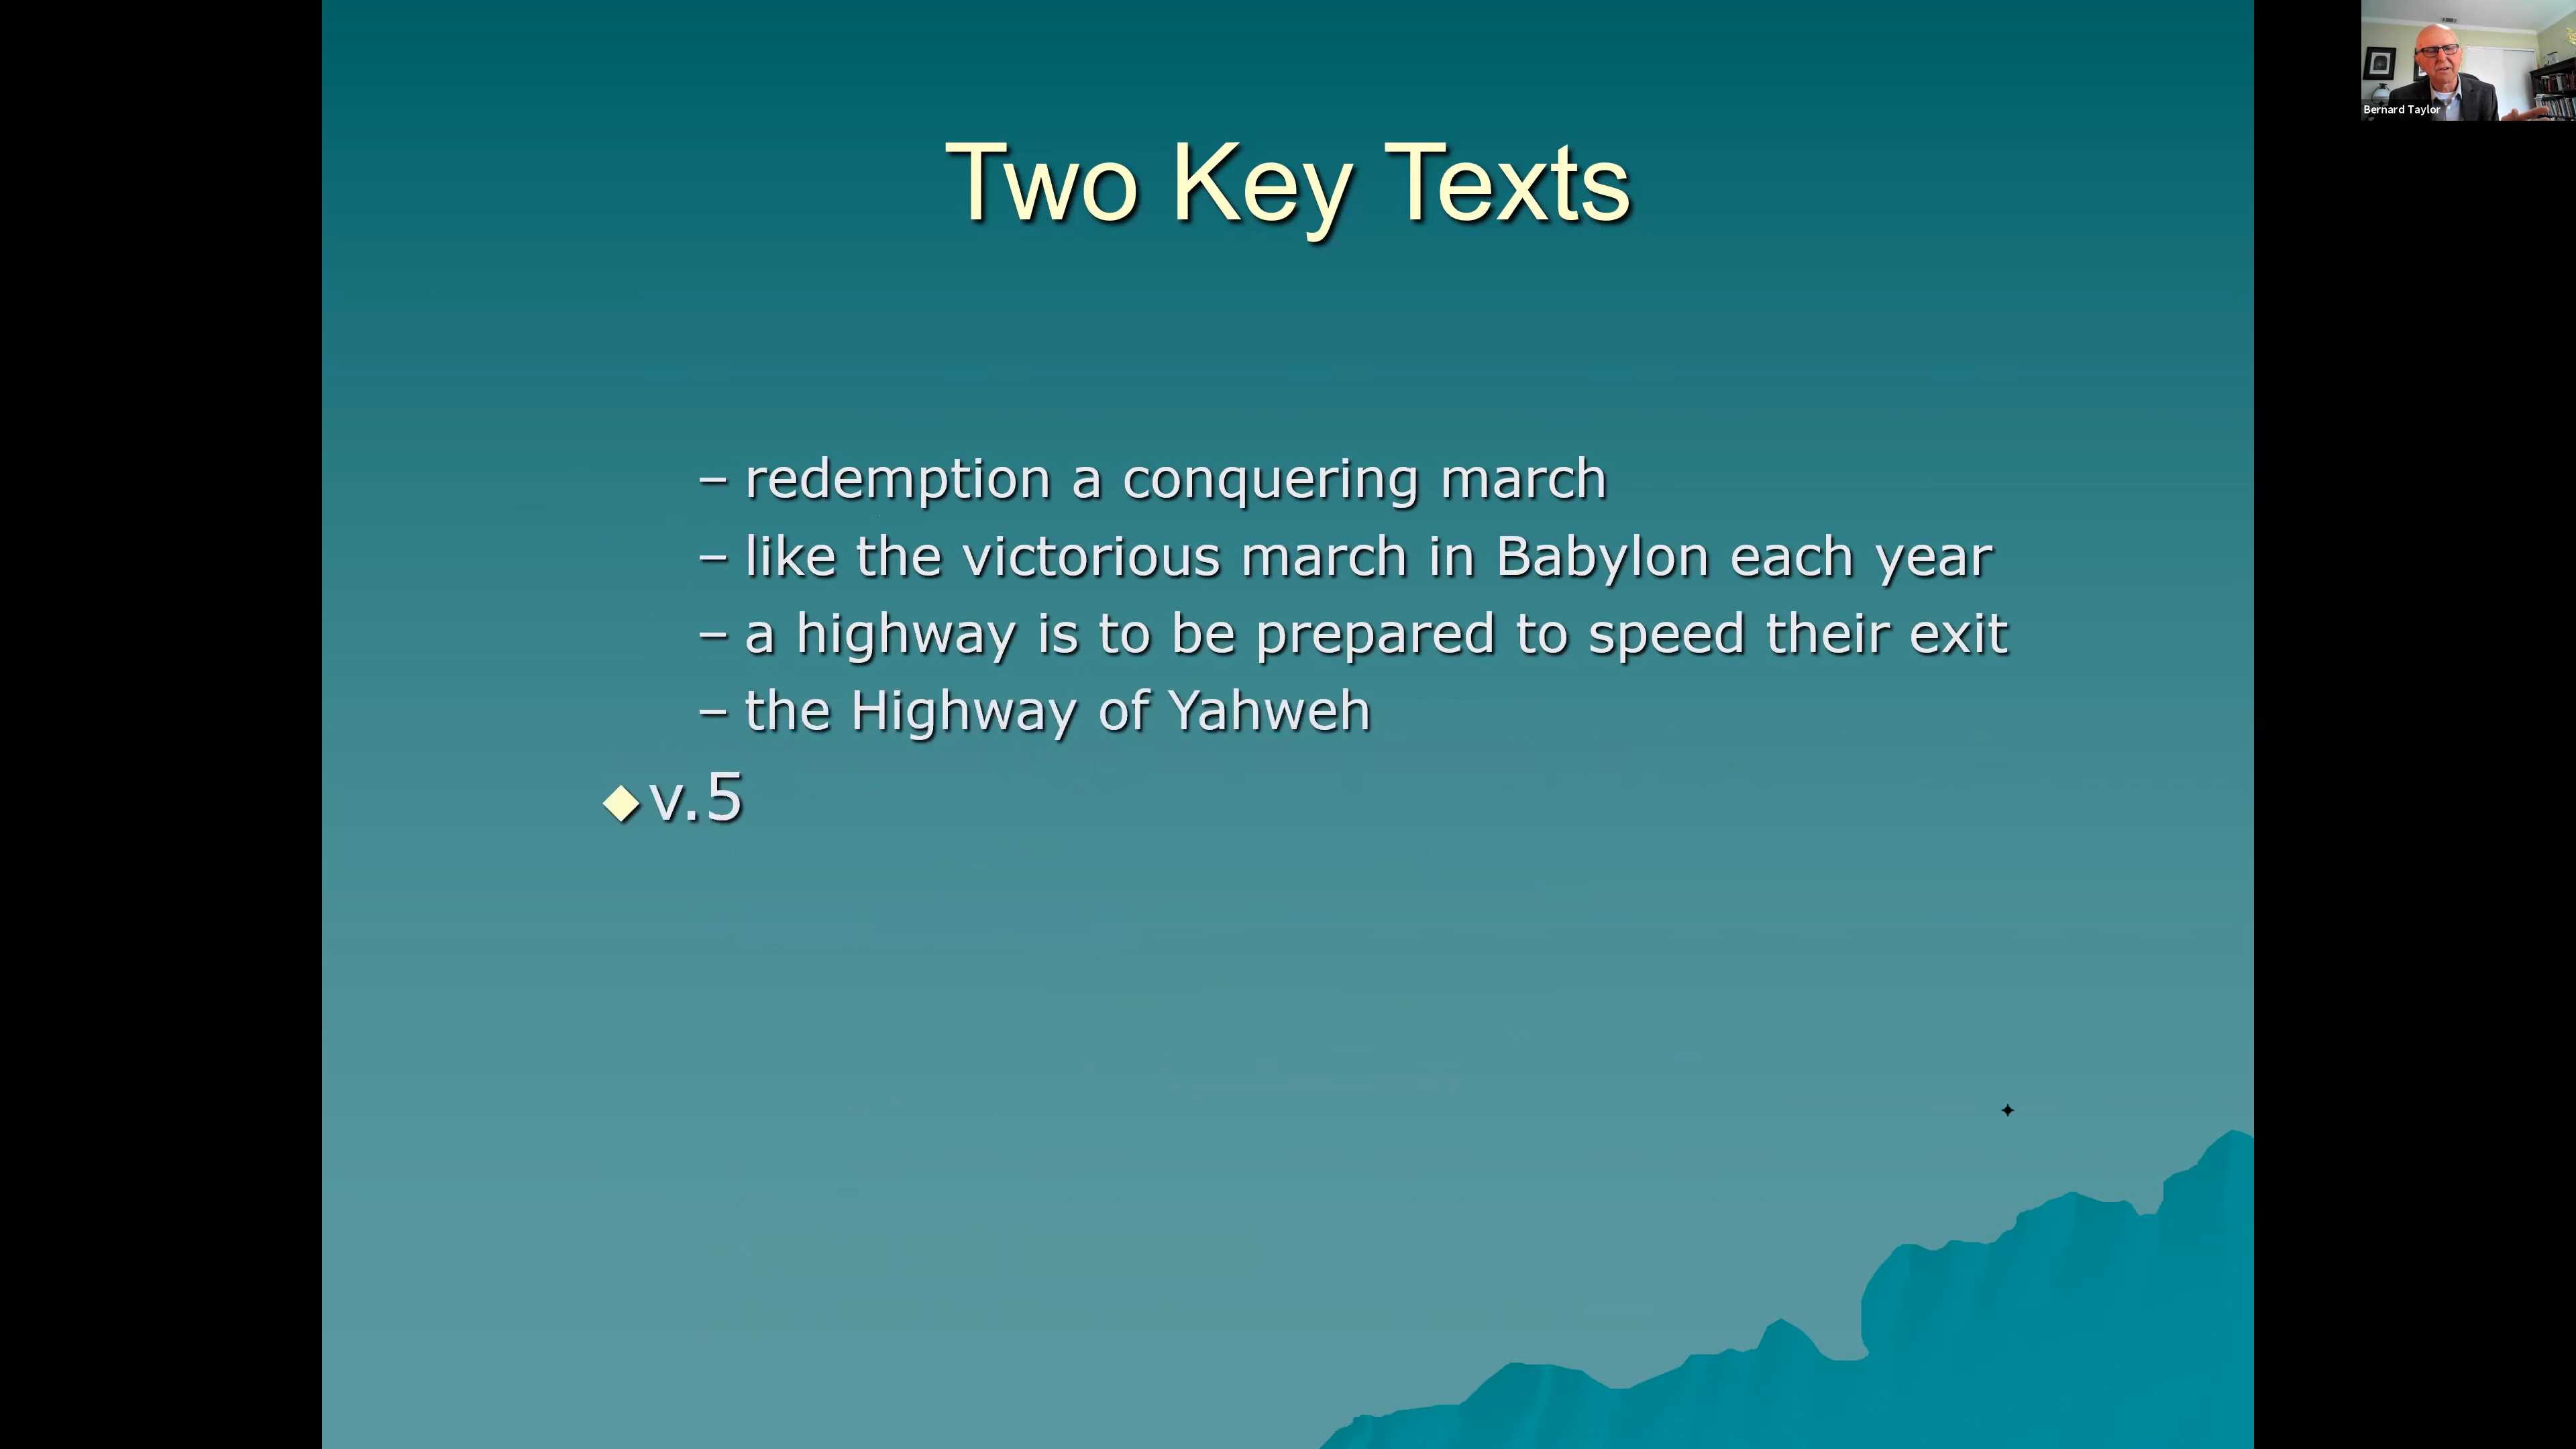 Two Key Texts
– redemption a conquering march
– like the victorious march in Babylon each year
– a highway is to be prepared to speed their exit
– the Highway of Yahweh
◆ v.5
Bernard Taylor